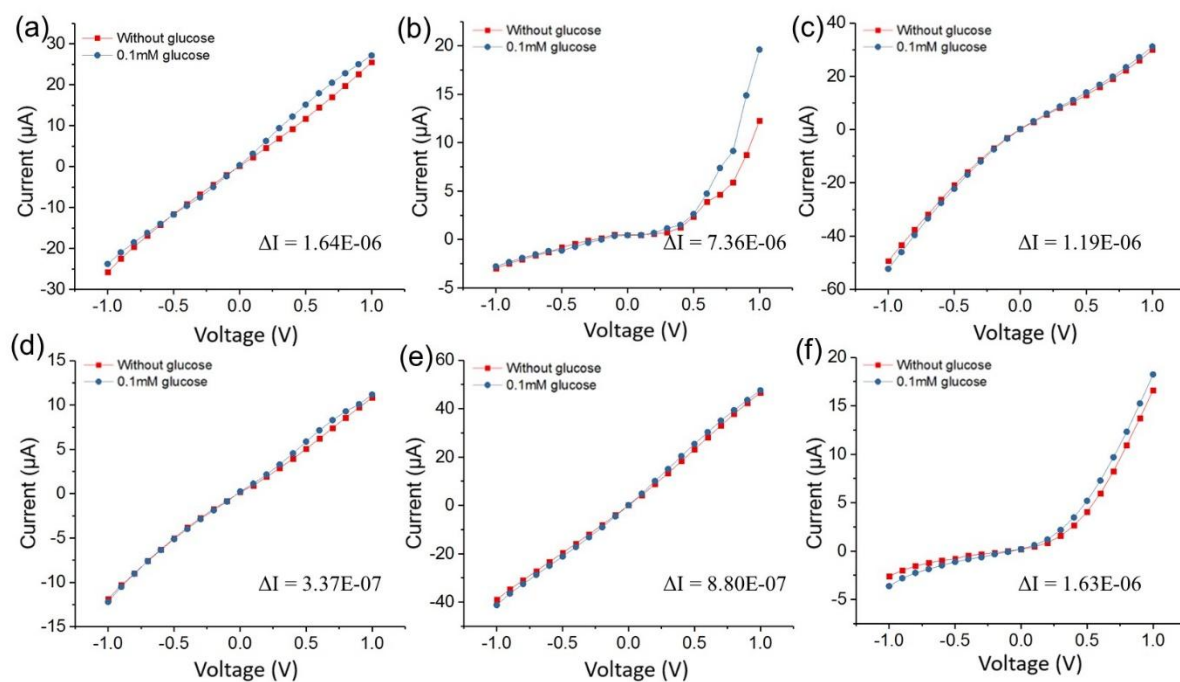 (a)
Without glucose
0.1mM glucose
30
20
10
0
-10
-20
-30
-1.0 -0.5 0.0 0.5 1.0
Current (μA)
Voltage (V)
ΔI = 1.64E-06
(b)
Without glucose
0.1mM glucose
20
15
10
5
0
-5
-1.0 -0.5 0.0 0.5 1.0
Current (μA)
Voltage (V)
ΔI = 7.36E-06
(c)
Without glucose
0.1mM glucose
40
20
0
-20
-40
-60
-1.0 -0.5 0.0 0.5 1.0
Current (μA)
Voltage (V)
ΔI = 1.19E-06
(d)
Without glucose
0.1mM glucose
15
10
5
0
-5
-10
-15
-1.0 -0.5 0.0 0.5 1.0
Current (μA)
Voltage (V)
ΔI = 3.37E-07
(e)
Without glucose
0.1mM glucose
60
40
20
0
-20
-40
-1.0 -0.5 0.0 0.5 1.0
Current (μA)
Voltage (V)
ΔI = 8.80E-07
(f)
Without glucose
0.1mM glucose
20
15
10
5
0
-5
-1.0 -0.5 0.0 0.5 1.0
Current (μA)
Voltage (V)
ΔI = 1.63E-06